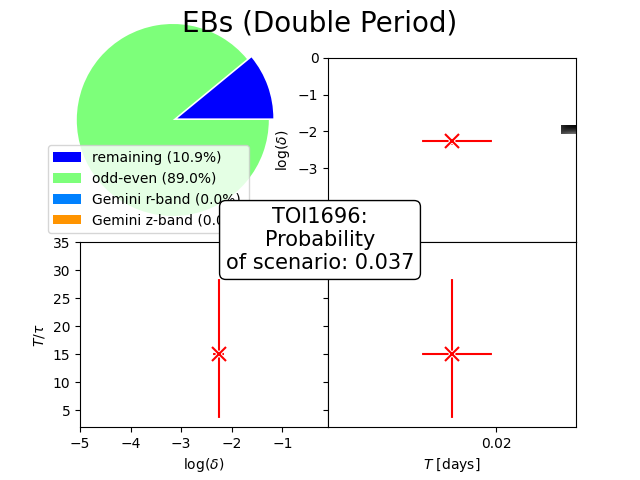 EBs (Double Period)
remaining (10.9%)
odd-even (89.0%)
Gemini r-band (0.0%)
Gemini z-band (0.0
log(δ)
0
−1
−2
−3
TOI1696:
Probability
of scenario: 0.037
T/τ
35
30
25
20
15
10
5
−5 −4 −3 −2 −1
log(δ)
0.02
T [days]